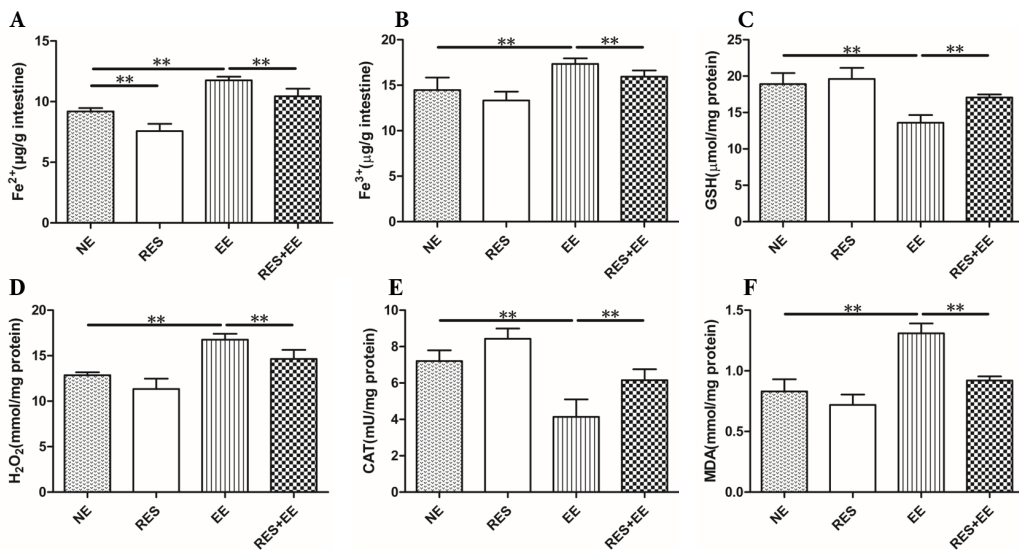 A
Fe2+(μg/g intestine)
15
10
5
0
**
**
**
NE
RES
EE
RES+EE
B
Fe3+(μg/g intestine)
20
15
10
5
0
**
**
NE
RES
EE
RES+EE
C
GSH(μmol/mg protein)
25
20
15
10
5
0
**
**
NE
RES
EE
RES+EE
D
H2O2(mmol/mg protein)
20
15
10
5
0
**
**
NE
RES
EE
RES+EE
E
CAT(mU/mg protein)
8
6
4
2
0
10
**
**
NE
RES
EE
RES+EE
F
MDA(mmol/mg protein)
1.5
1.0
0.5
0.0
**
**
NE
RES
EE
RES+EE